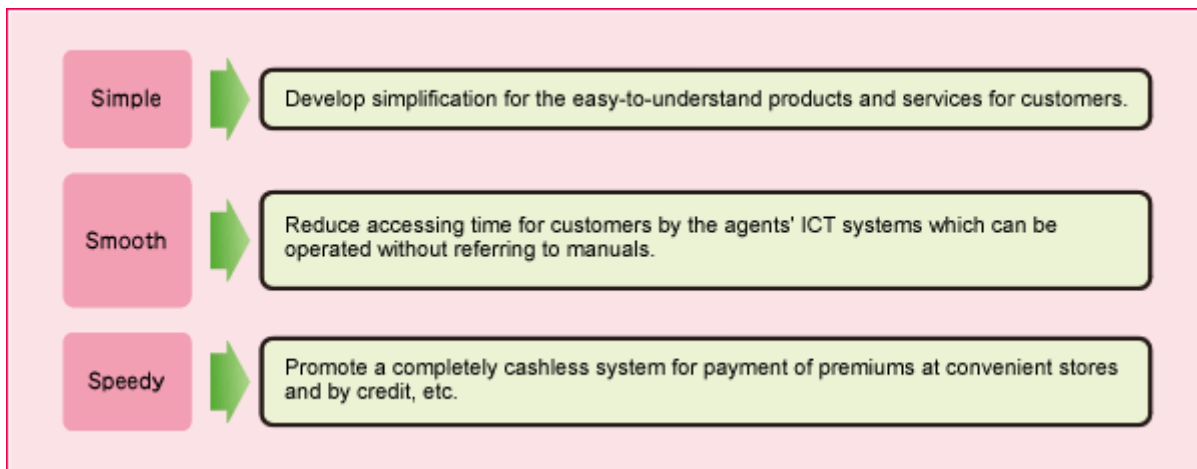 Simple
Develop simplification for the easy-to-understand products and services for customers.
Smooth
Reduce accessing time for customers by the agents' ICT systems which can be
operated without referring to manuals.
Speedy
Promote a completely cashless system for payment of premiums at convenient stores
and by credit, etc.